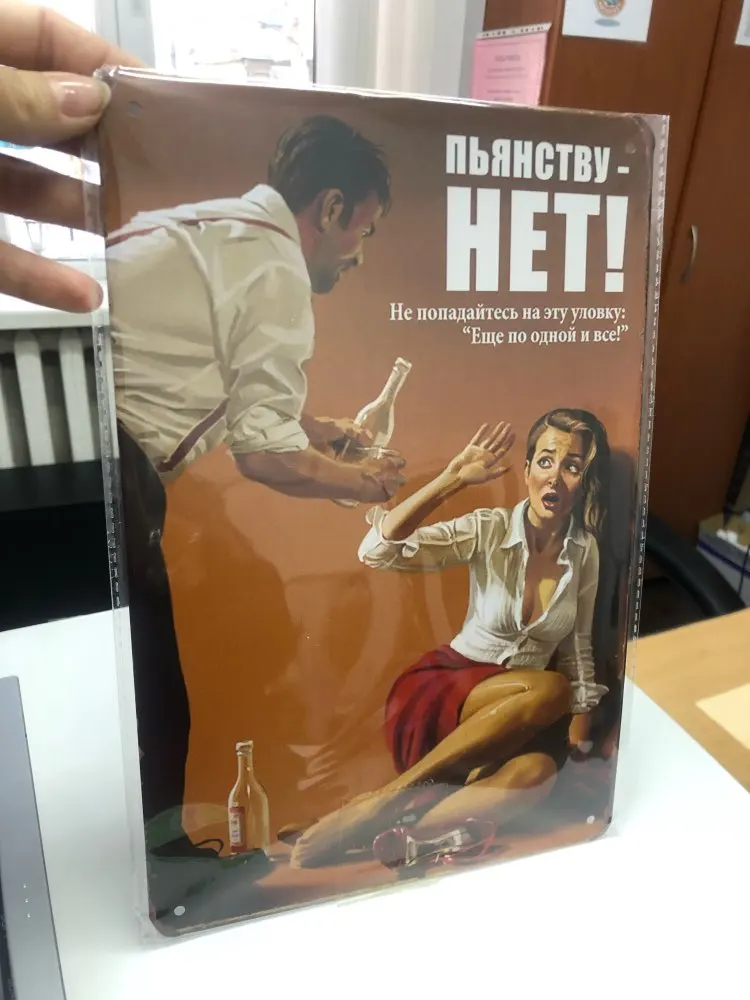 ПЬЯНСТВУ -
НЕТ!
Не попадайтесь на эту уловку:
“Еще по одной и все!”